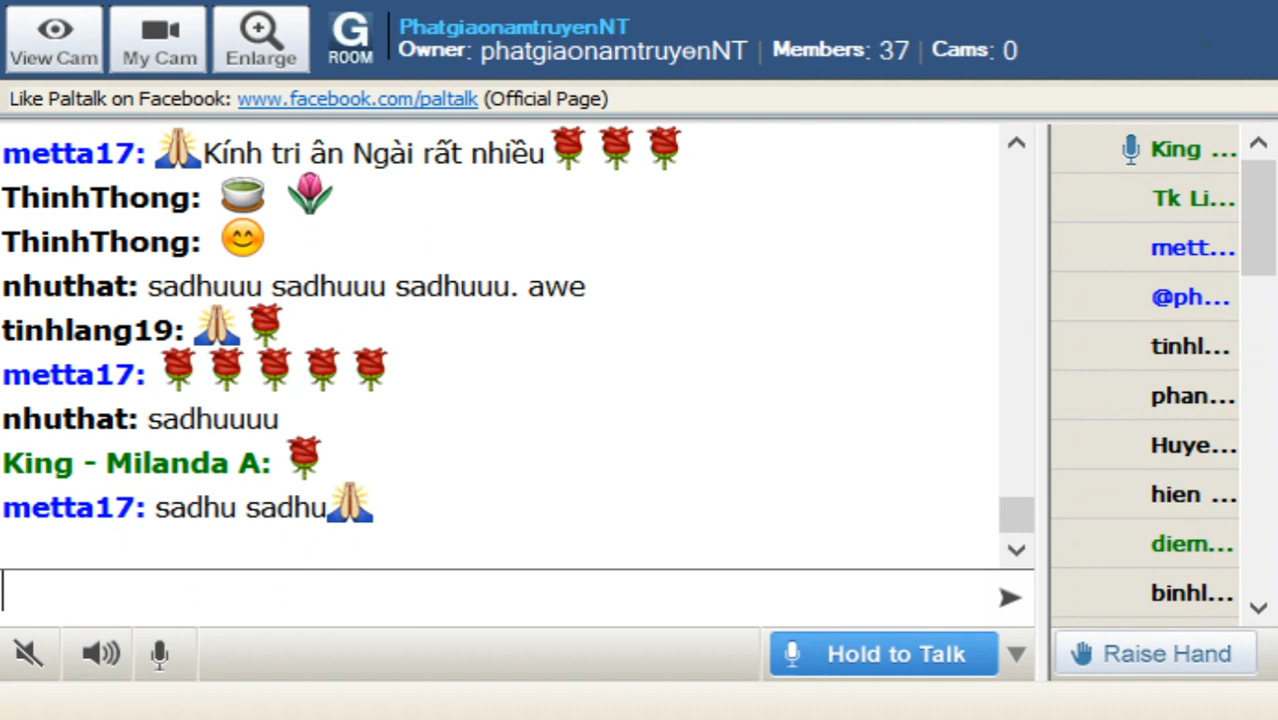 View Cam
My Cam
Enlarge
G
ROOM
PhatgiaonamtruyenNT
Owner: phatgiaonamtruyenNT | Members: 37 | Cams: 0
Like Paltalk on Facebook: www.facebook.com/paltalk (Official Page)
metta17: Kính tri ân Ngài rất nhiều
ThinhThong:
ThinhThong:
nhuthat: sadhuuu sadhuuu sadhuuu. awe
tinhlang19:
metta17:
nhuthat: sadhuuuu
King - Milanda A:
metta17: sadhu sadhu
King ...
Tk Li...
mett...
@ph...
tinhl...
phan...
Huye...
hien ...
diem...
binhl...
Hold to Talk
Raise Hand